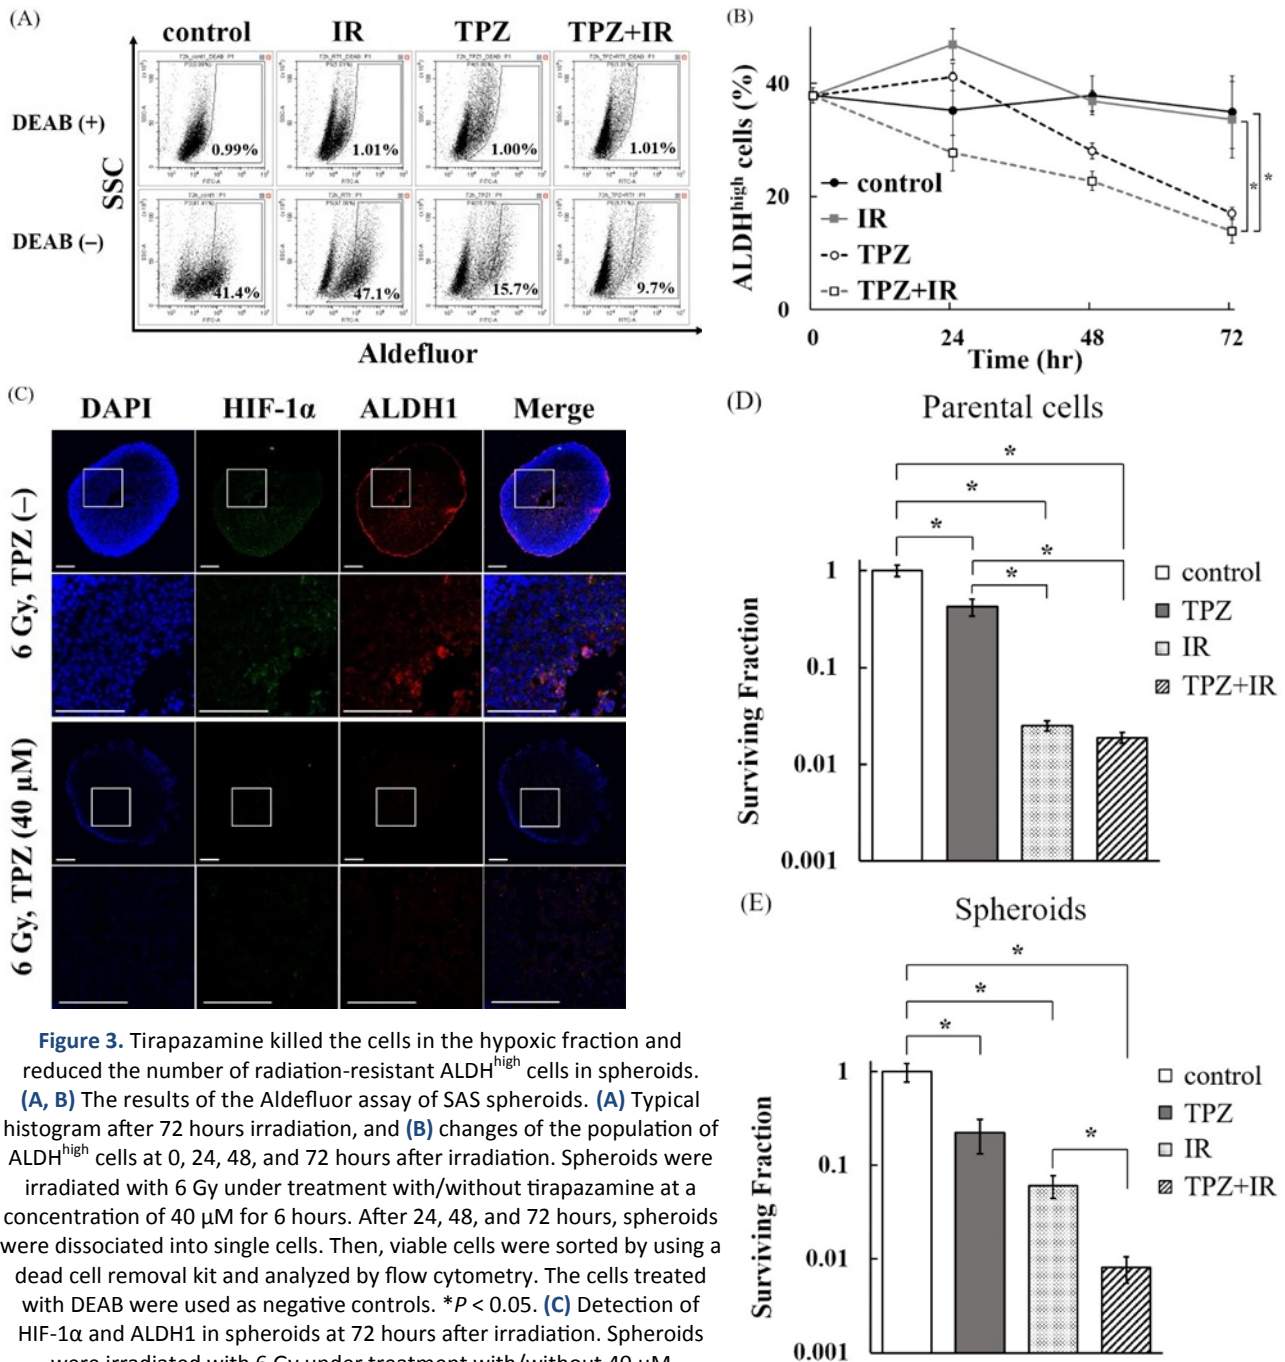 (A)
control IR TPZ TPZ+IR
DEAB (+)
0.99% 1.01% 1.00% 1.01%
DEAB (–)
41.4% 47.1% 15.7% 9.7%
SSC
Aldefluor
(B)
ALDHhigh cells (%)
40
20
0
control
IR
TPZ
TPZ+IR
* *
0 24 48 72
Time (hr)
(C)
DAPI HIF-1α ALDH1 Merge
6 Gy, TPZ (–)
6 Gy, TPZ (40 μM)
(D)
Parental cells
*
*
*
*
*
1
0.1
0.01
0.001
Surviving Fraction
control
TPZ
IR
TPZ+IR
(E)
Spheroids
*
*
*
*
1
0.1
0.01
0.001
Surviving Fraction
control
TPZ
IR
TPZ+IR
Figure 3. Tirapazamine killed the cells in the hypoxic fraction and
reduced the number of radiation-resistant ALDHhigh cells in spheroids.
(A, B) The results of the Aldefluor assay of SAS spheroids. (A) Typical
histogram after 72 hours irradiation, and (B) changes of the population of
ALDHhigh cells at 0, 24, 48, and 72 hours after irradiation. Spheroids were
irradiated with 6 Gy under treatment with/without tirapazamine at a
concentration of 40 μM for 6 hours. After 24, 48, and 72 hours, spheroids
were dissociated into single cells. Then, viable cells were sorted by using a
dead cell removal kit and analyzed by flow cytometry. The cells treated
with DEAB were used as negative controls. *P < 0.05. (C) Detection of
HIF-1α and ALDH1 in spheroids at 72 hours after irradiation. Spheroids
were irradiated with 6 Gy under treatment with/without 40 μM